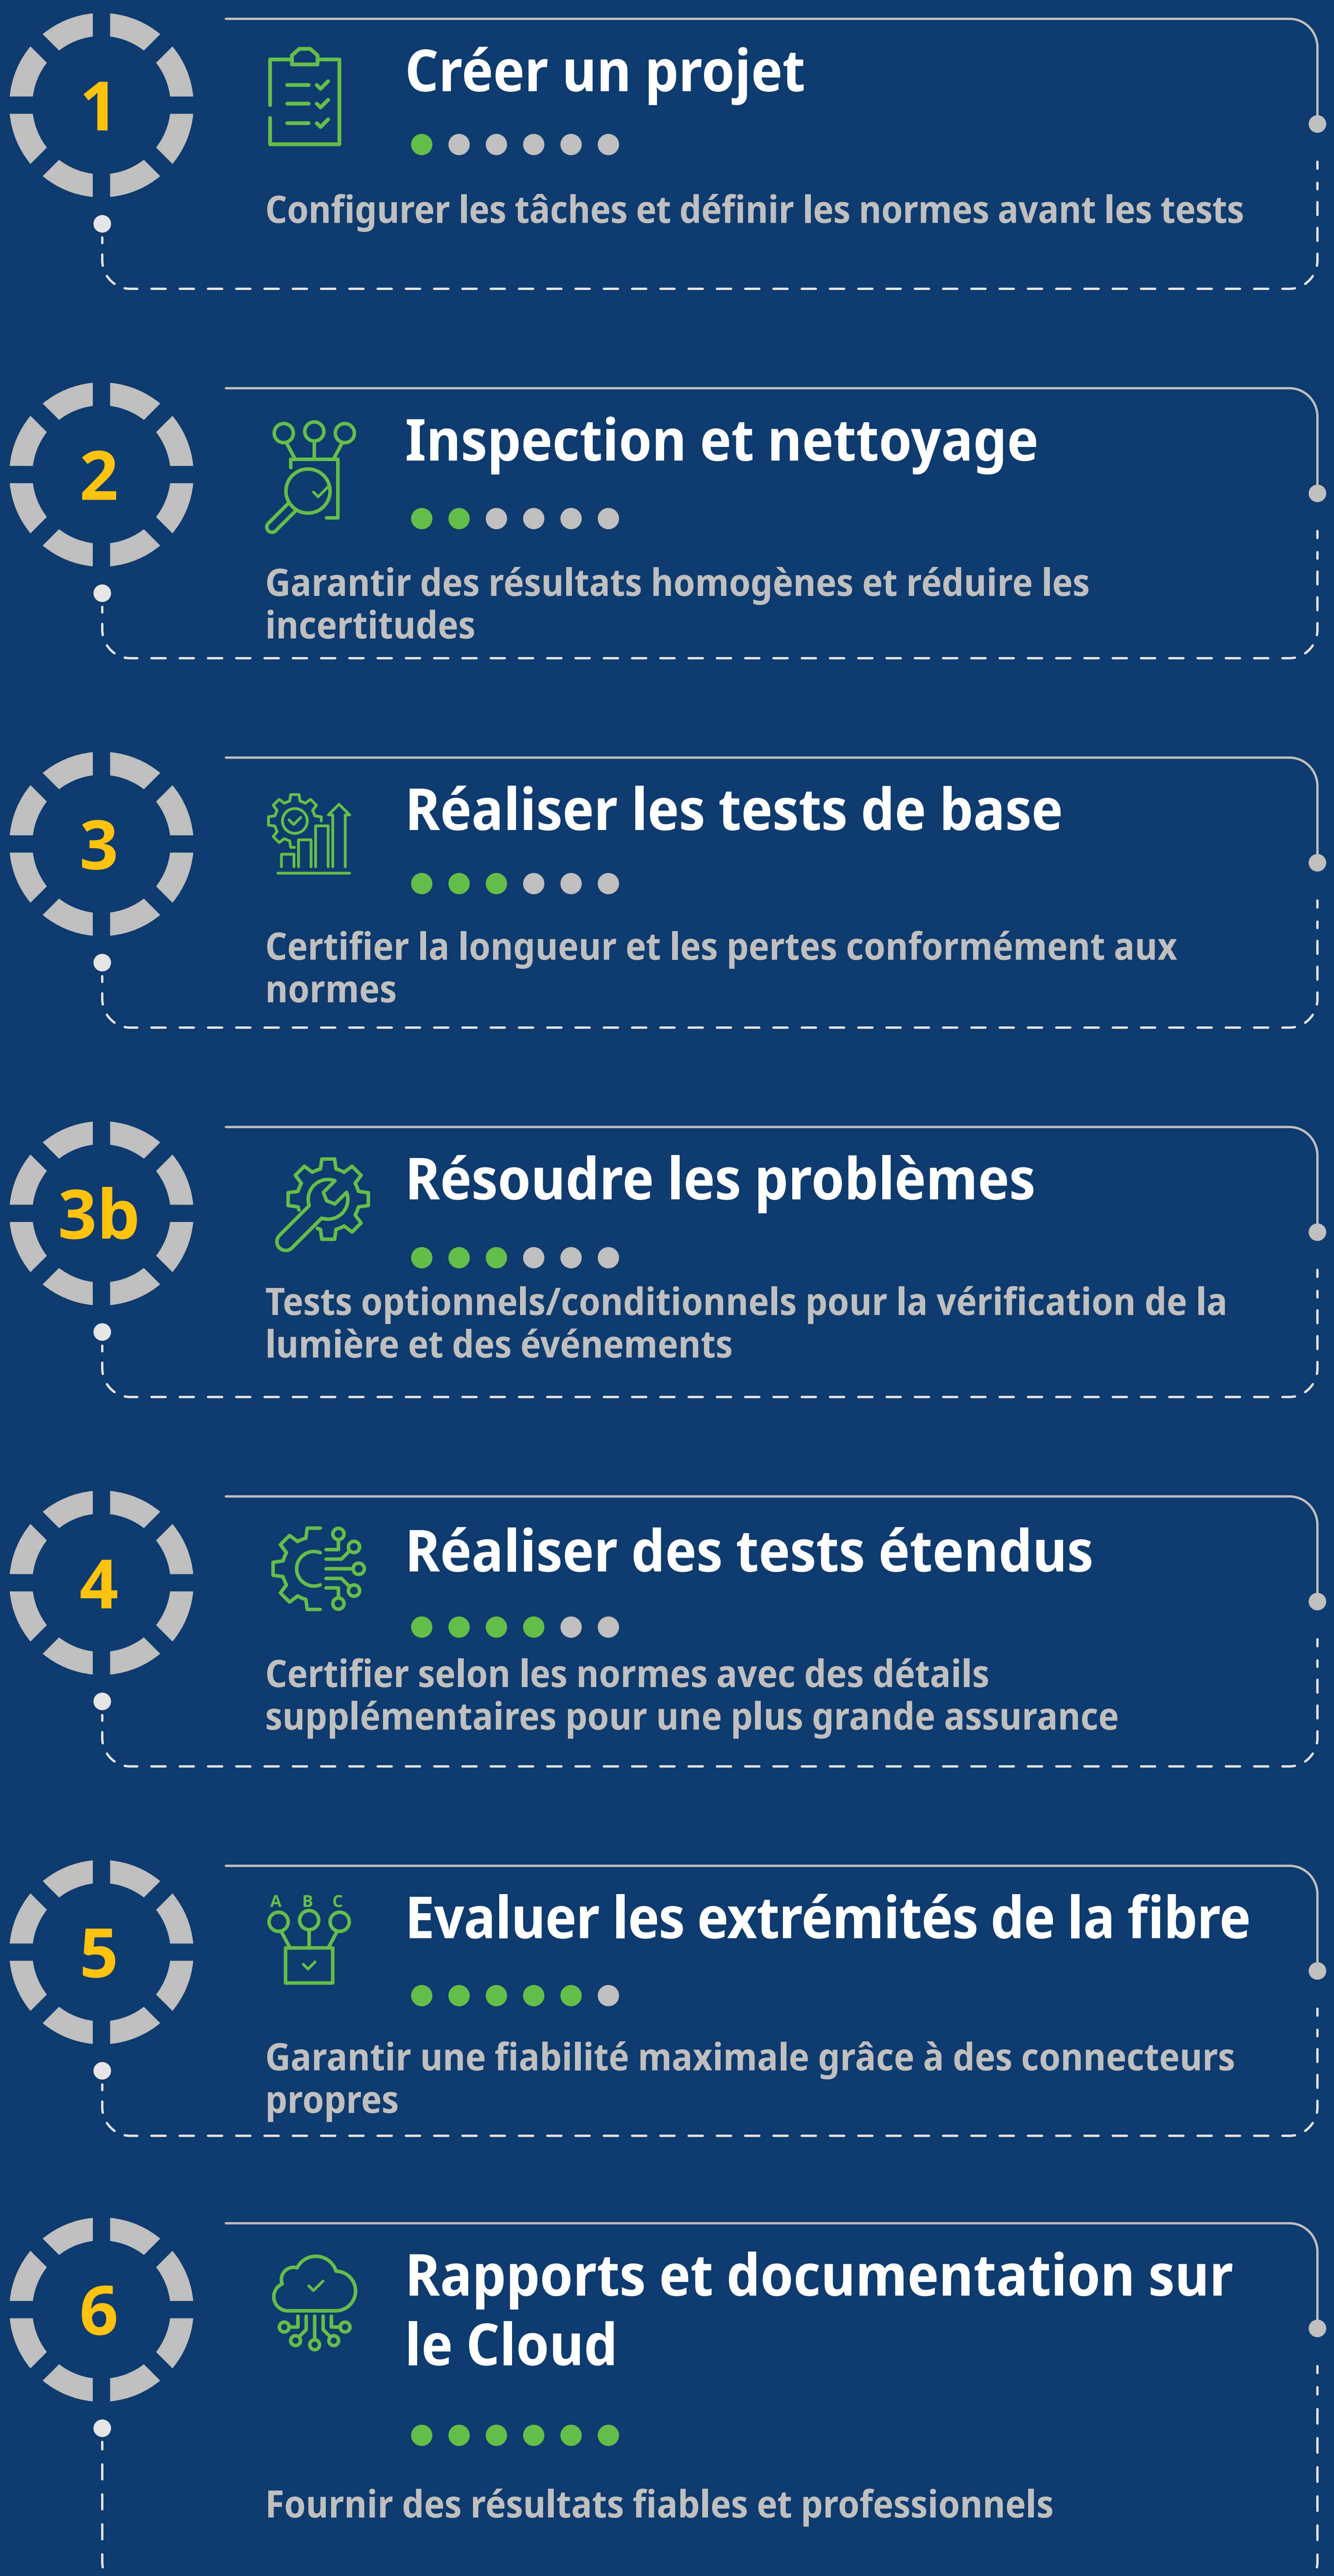 1
Créer un projet
Configurer les tâches et définir les normes avant les tests
2
Inspection et nettoyage
Garantir des résultats homogènes et réduire les
incertitudes
3
Réaliser les tests de base
Certifier la longueur et les pertes conformément aux
normes
3b
Résoudre les problèmes
Tests optionnels/conditionnels pour la vérification de la
lumière et des événements
4
Réaliser des tests étendus
Certifier selon les normes avec des détails
supplémentaires pour une plus grande assurance
5
A B C
Evaluer les extrémités de la fibre
Garantir une fiabilité maximale grâce à des connecteurs
propres
6
Rapports et documentation sur
le Cloud
Fournir des résultats fiables et professionnels